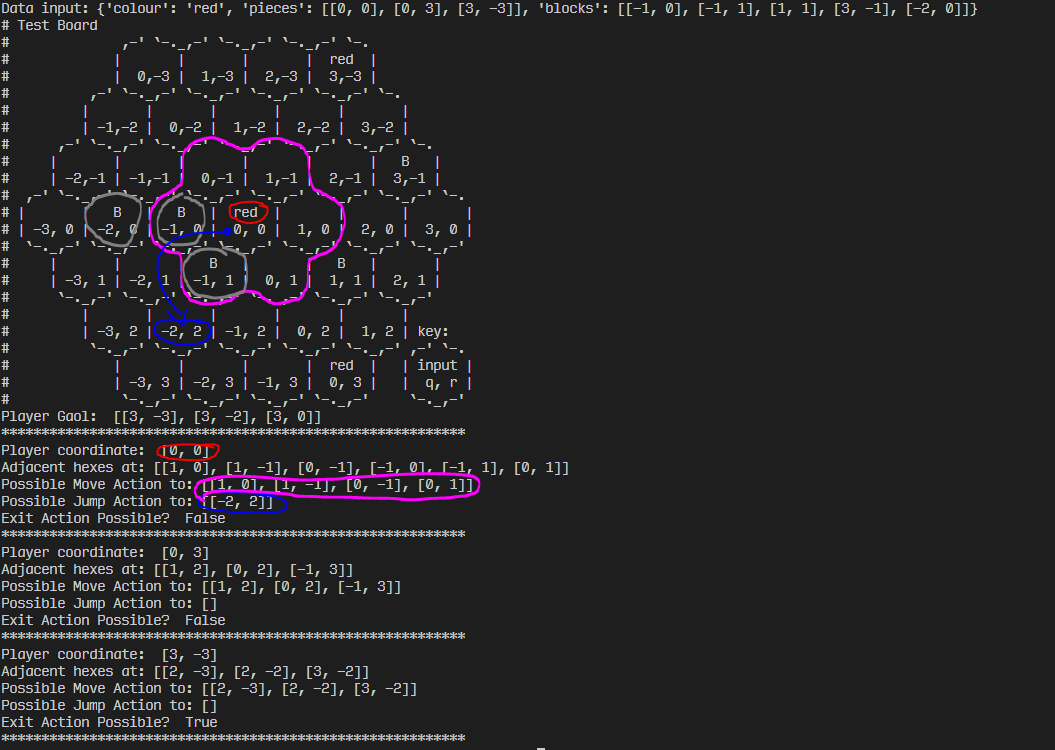 Data input: {'colour': 'red', 'pieces': [[0, 0], [0, 3], [3, -3]], 'blocks': [[-1, 0], [-1, 1], [1, 1], [3, -1], [-2, 0]]}
# Test Board
#              ,-' `-._,-' `-._,-' `-._,-' `-.
#             |       |       |       |  red  |
#             |  0,-3 |  1,-3 |  2,-3 |  3,-3 |
#          ,-' `-._,-' `-._,-' `-._,-' `-._,-' `-.
#         |       |       |       |       |       |
#         | -1,-2 |  0,-2 |  1,-2 |  2,-2 |  3,-2 |
#      ,-' `-._,-' `-._,-' `-._,-' `-._,-' `-._,-' `-.
#     |       |       |       |       |       |   B   |
#     | -2,-1 | -1,-1 |  0,-1 |  1,-1 |  2,-1 |  3,-1 |
#  ,-' `-._,-' `-._,-' `-._,-' `-._,-' `-._,-' `-._,-' `-.
# |       |   B   |   B   |  red  |       |       |       |
# | -3, 0 | -2, 0 | -1, 0 |  0, 0 |  1, 0 |  2, 0 |  3, 0 |
#  `-._,-' `-._,-' `-._,-' `-._,-' `-._,-' `-._,-' `-._,-'
#     |       |       |   B   |       |   B   |       |
#     | -3, 1 | -2, 1 | -1, 1 |  0, 1 |  1, 1 |  2, 1 |
#      `-._,-' `-._,-' `-._,-' `-._,-' `-._,-' `-._,-'
#         |       |       |       |       |       |
#         | -3, 2 | -2, 2 | -1, 2 |  0, 2 |  1, 2 | key:
#          `-._,-' `-._,-' `-._,-' `-._,-' `-._,-' ,-' `-.
#             |       |       |       |  red  |   | input |
#             | -3, 3 | -2, 3 | -1, 3 |  0, 3 |   |  q, r |
#              `-._,-' `-._,-' `-._,-' `-._,-'     `-._,-'
Player Gaol:  [[3, -3], [3, -2], [3, 0]]
**********************************************************
Player coordinate:  [0, 0]
Adjacent hexes at: [[1, 0], [1, -1], [0, -1], [-1, 0], [-1, 1], [0, 1]]
Possible Move Action to: [[1, 0], [1, -1], [0, -1], [0, 1]]
Possible Jump Action to: [[-2, 2]]
Exit Action Possible?  False
**********************************************************
Player coordinate:  [0, 3]
Adjacent hexes at: [[1, 2], [0, 2], [-1, 3]]
Possible Move Action to: [[1, 2], [0, 2], [-1, 3]]
Possible Jump Action to: []
Exit Action Possible?  False
**********************************************************
Player coordinate:  [3, -3]
Adjacent hexes at: [[2, -3], [2, -2], [3, -2]]
Possible Move Action to: [[2, -3], [2, -2], [3, -2]]
Possible Jump Action to: []
Exit Action Possible?  True
**********************************************************